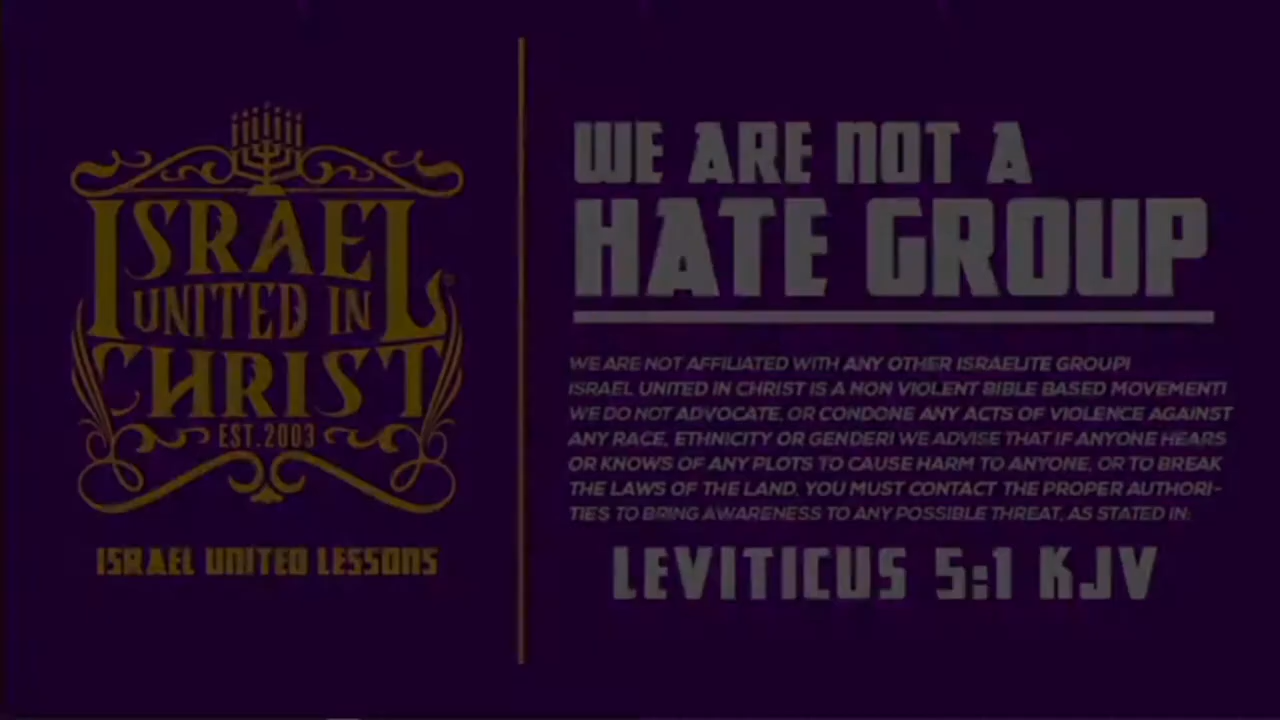 ISRAEL
UNITED IN
CHRIST
EST. 2003
ISRAEL UNITED LESSONS
WE ARE NOT A
HATE GROUP
WE ARE NOT AFFILIATED WITH ANY OTHER ISRAELITE GROUP!
ISRAEL UNITED IN CHRIST IS A NON VIOLENT BIBLE BASED MOVEMENT!
WE DO NOT ADVOCATE, OR CONDONE ANY ACTS OF VIOLENCE AGAINST
ANY RACE, ETHNICITY OR GENDER! WE ADVISE THAT IF ANYONE HEARS
OR KNOWS OF ANY PLOTS TO CAUSE HARM TO ANYONE, OR TO BREAK
THE LAWS OF THE LAND, YOU MUST CONTACT THE PROPER AUTHORI-
TIES TO BRING AWARENESS TO ANY POSSIBLE THREAT, AS STATED IN:
LEVITICUS 5:1 KJV